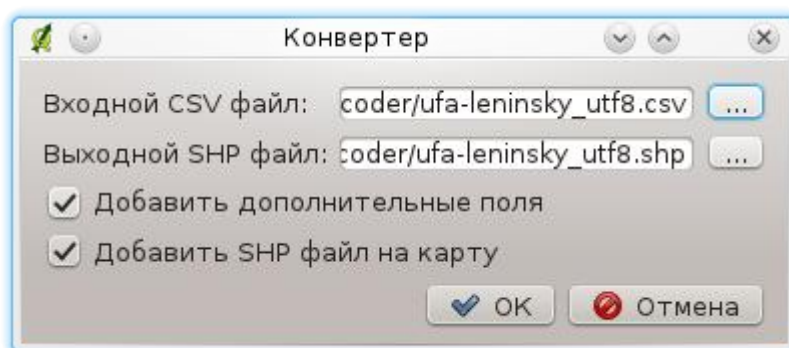 Конвертер
Входной CSV файл: coder/ufa-leninsky_utf8.csv ...
Выходной SHP файл: coder/ufa-leninsky_utf8.shp ...
Добавить дополнительные поля
Добавить SHP файл на карту
OK Отмена